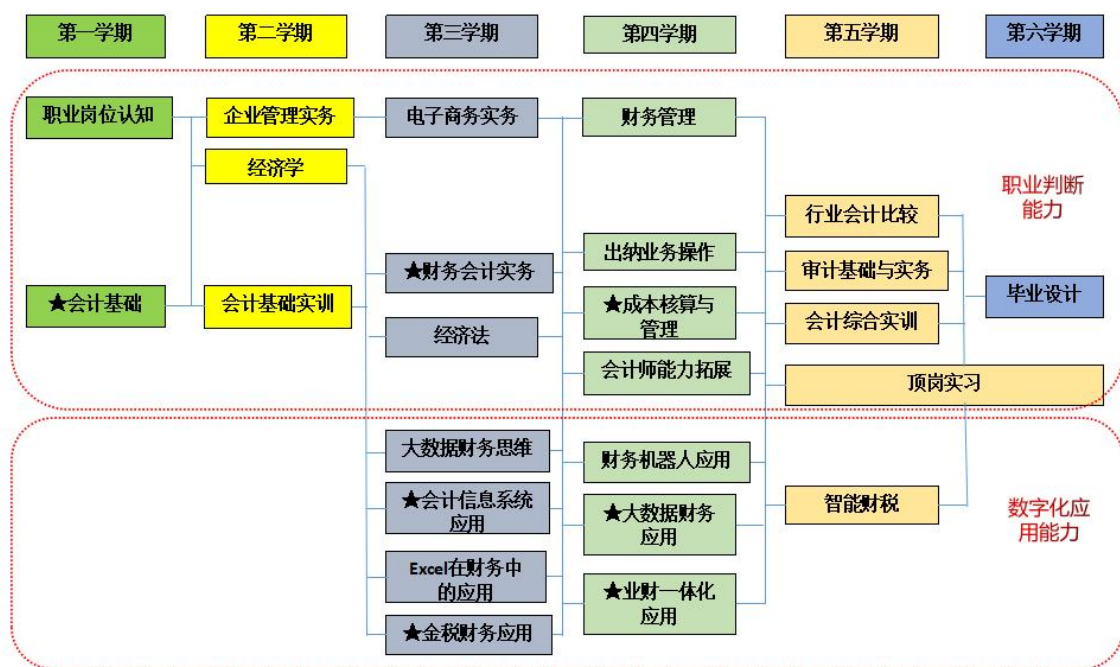 第一学期
第二学期
第三学期
第四学期
第五学期
第六学期
职业岗位认知
企业管理实务
电子商务实务
财务管理
经济学
职业判断
能力
行业会计比较
★财务会计实务
出纳业务操作
审计基础与实务
★会计基础
会计基础实训
毕业设计
经济法
★成本核算与
管理
会计综合实训
会计师能力拓展
顶岗实习
大数据财务思维
财务机器人应用
★会计信息系统
应用
★大数据财务
应用
智能财税
数字化应
用能力
Excel在财务中
的应用
★业财一体化
应用
★金税财务应用